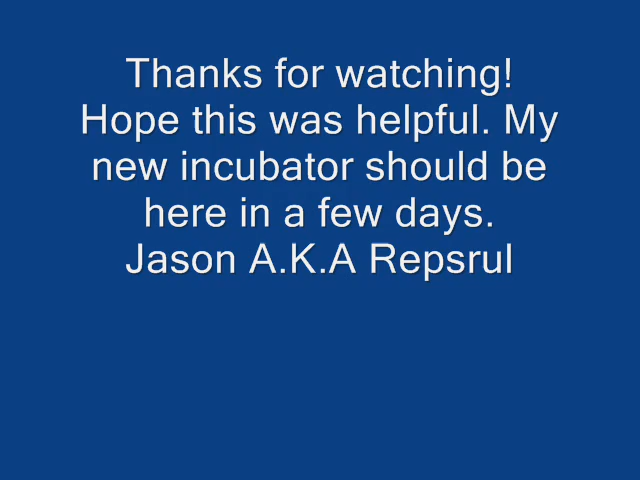 Thanks for watching!
Hope this was helpful. My
new incubator should be
here in a few days.
Jason A.K.A Repsrul